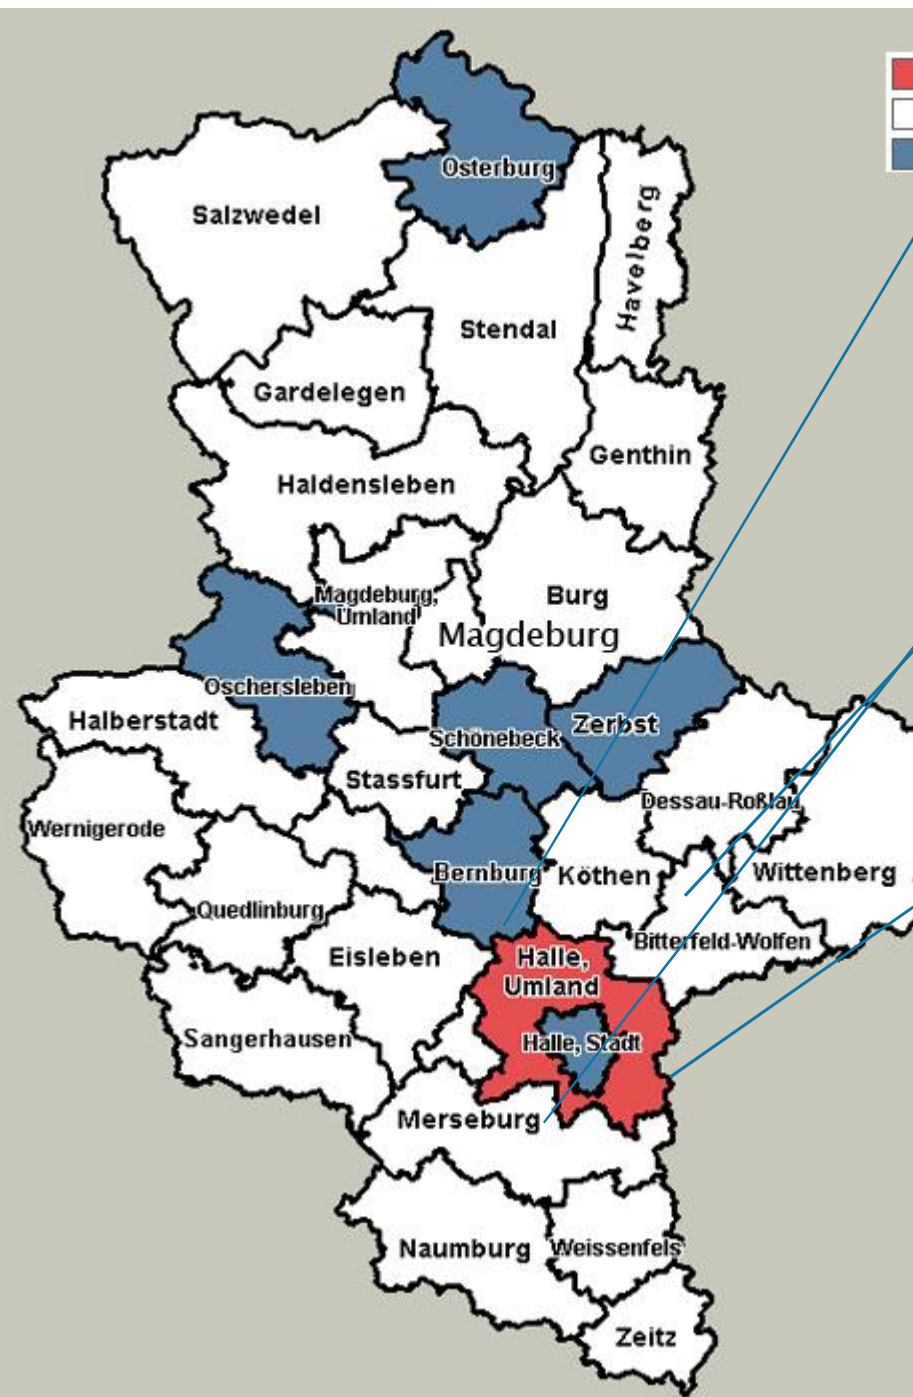 Osterburg
Salzwedel
Havelberg
Stendal
Gardelegen
Genthin
Haldensleben
Magdeburg,
Umland
Burg
Magdeburg
Oschersleben
Halberstadt
Schönebeck
Zerbst
Stassfurt
Dessau-Roßlau
Wernigerode
Bernburg
Köthen
Wittenberg
Quedlinburg
Bitterfeld-Wolfen
Eisleben
Halle,
Umland
Sangerhausen
Halle, Stadt
Merseburg
Naumburg
Weissenfels
Zeitz